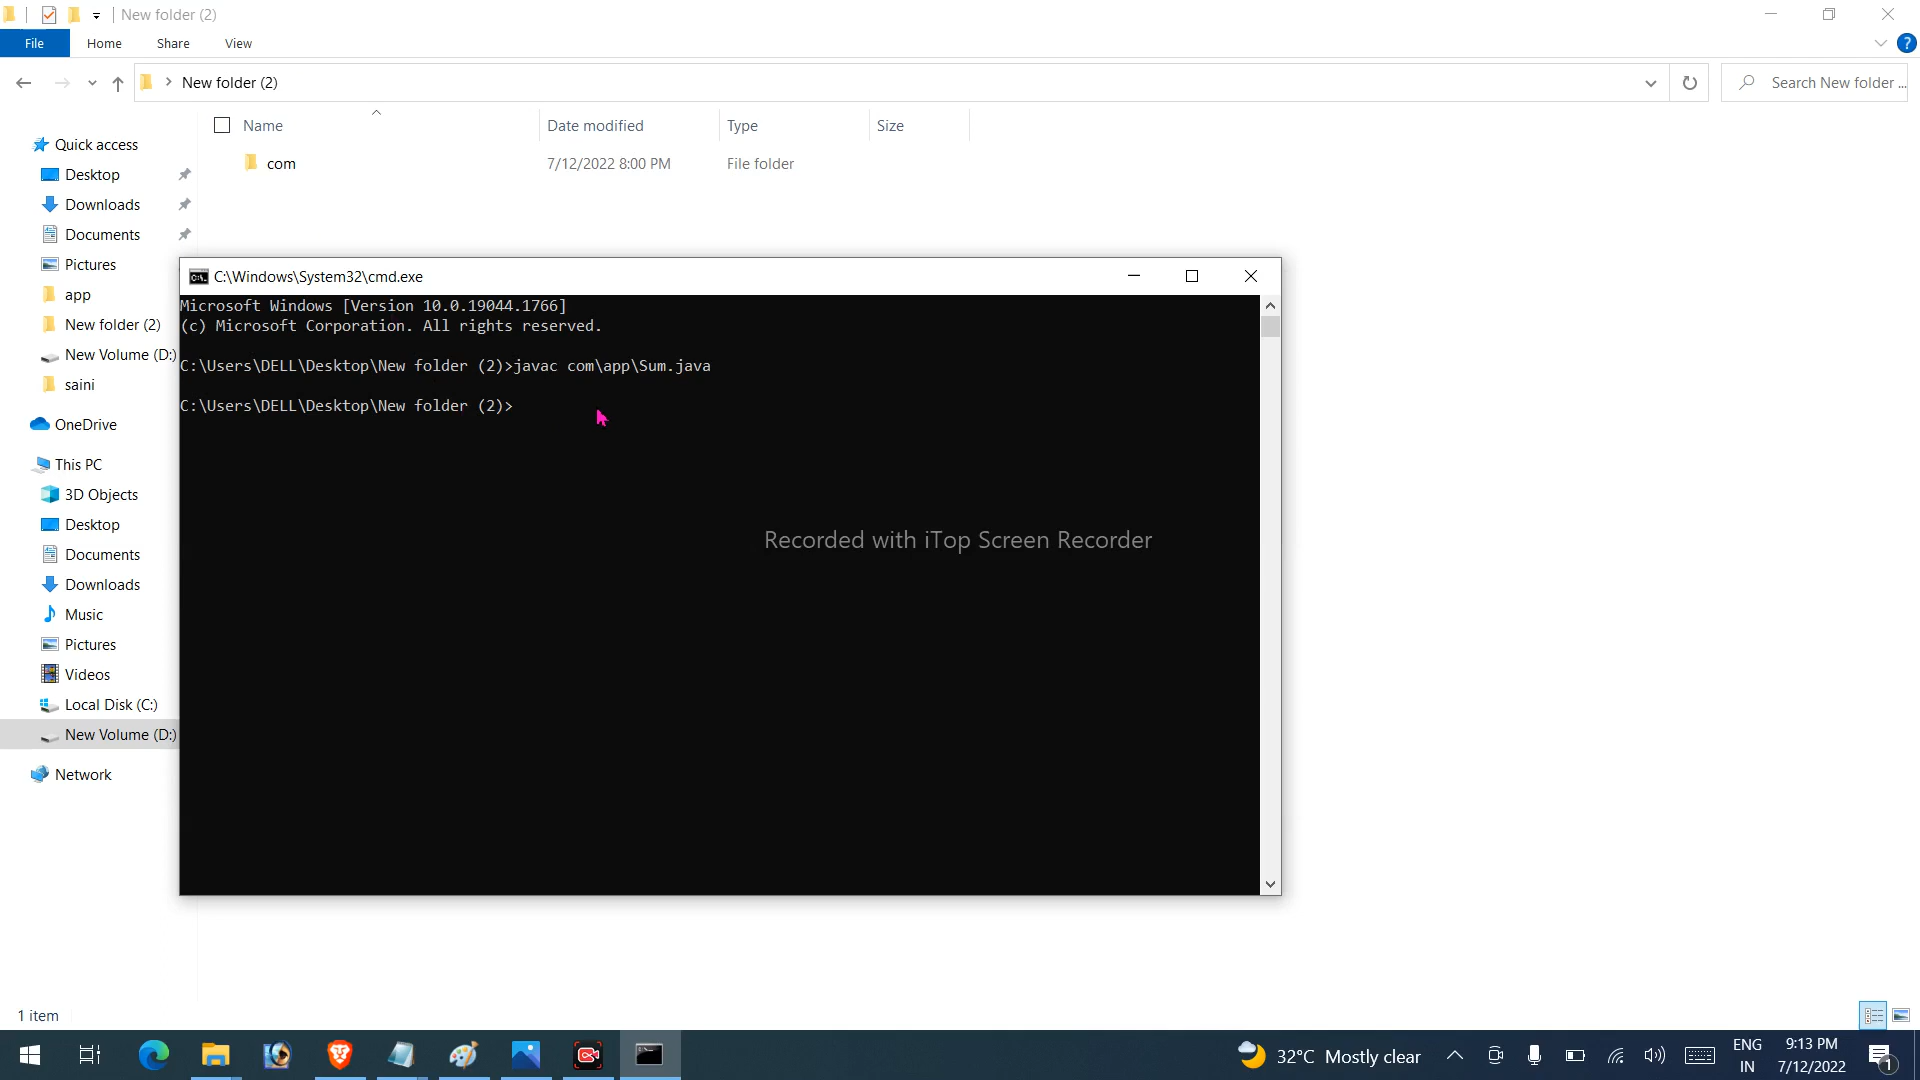 New folder (2)
File Home Share View
New folder (2)
Search New folder ...
Name Date modified Type Size
com 7/12/2022 8:00 PM File folder
Quick access
Desktop
Downloads
Documents
Pictures
app
New folder (2)
New Volume (D:)
saini
OneDrive
This PC
3D Objects
Desktop
Documents
Downloads
Music
Pictures
Videos
Local Disk (C:)
New Volume (D:)
Network
C:\Windows\System32\cmd.exe
Microsoft Windows [Version 10.0.19044.1766]
(c) Microsoft Corporation. All rights reserved.
C:\Users\DELL\Desktop\New folder (2)>javac com\app\Sum.java
C:\Users\DELL\Desktop\New folder (2)>
Recorded with iTop Screen Recorder
1 item
32°C Mostly clear
ENG
IN
9:13 PM
7/12/2022
1